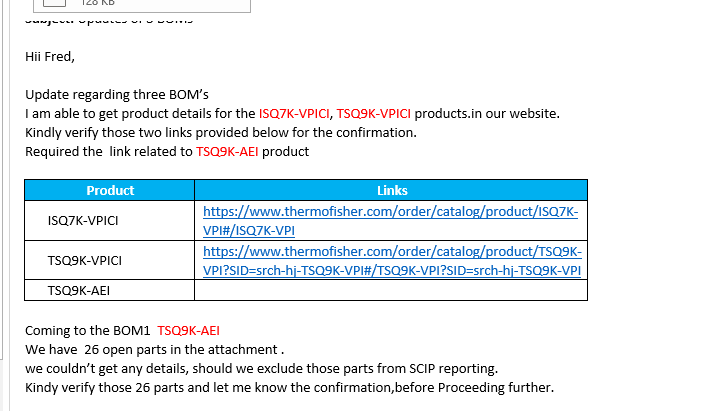 128 KB
Subject: Updates of 3 BOMs
Hii Fred,
Update regarding three BOM’s
I am able to get product details for the ISQ7K-VPICI, TSQ9K-VPICI products.in our website.
Kindly verify those two links provided below for the confirmation.
Required the  link related to TSQ9K-AEI product
Product Links
ISQ7K-VPICI https://www.thermofisher.com/order/catalog/product/ISQ7K-
VPI#/ISQ7K-VPI
TSQ9K-VPICI https://www.thermofisher.com/order/catalog/product/TSQ9K-
VPI?SID=srch-hj-TSQ9K-VPI#/TSQ9K-VPI?SID=srch-hj-TSQ9K-VPI
TSQ9K-AEI
Coming to the BOM1  TSQ9K-AEI
We have  26 open parts in the attachment .
we couldn’t get any details, should we exclude those parts from SCIP reporting.
Kindy verify those 26 parts and let me know the confirmation,before Proceeding further.